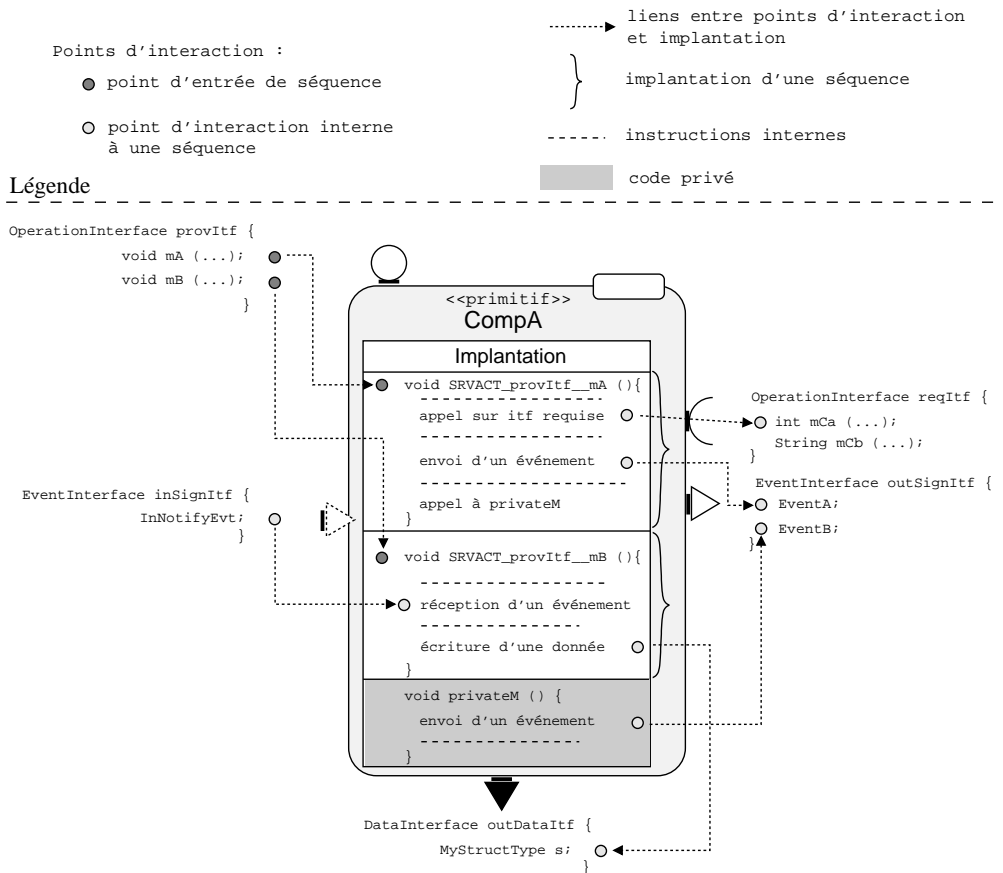 Points d'interaction :
point d'entrée de séquence
point d'interaction interne
à une séquence
liens entre points d'interaction
et implantation
implantation d'une séquence
instructions internes
code privé
Légende
OperationInterface provItf {
void mA (...);
void mB (...);
}
<<primitif>>
CompA
Implantation
void SRVACT_provItf__mA (){
appel sur itf requise
envoi d'un événement
appel à privateM
}
OperationInterface reqItf {
int mCa (...);
String mCb (...);
}
EventInterface outSignItf {
EventA;
EventB;
}
EventInterface inSignItf {
InNotifyEvt;
}
void SRVACT_provItf__mB (){
réception d'un événement
écriture d'une donnée
}
void privateM () {
envoi d'un événement
}
DataInterface outDataItf {
MyStructType s;
}